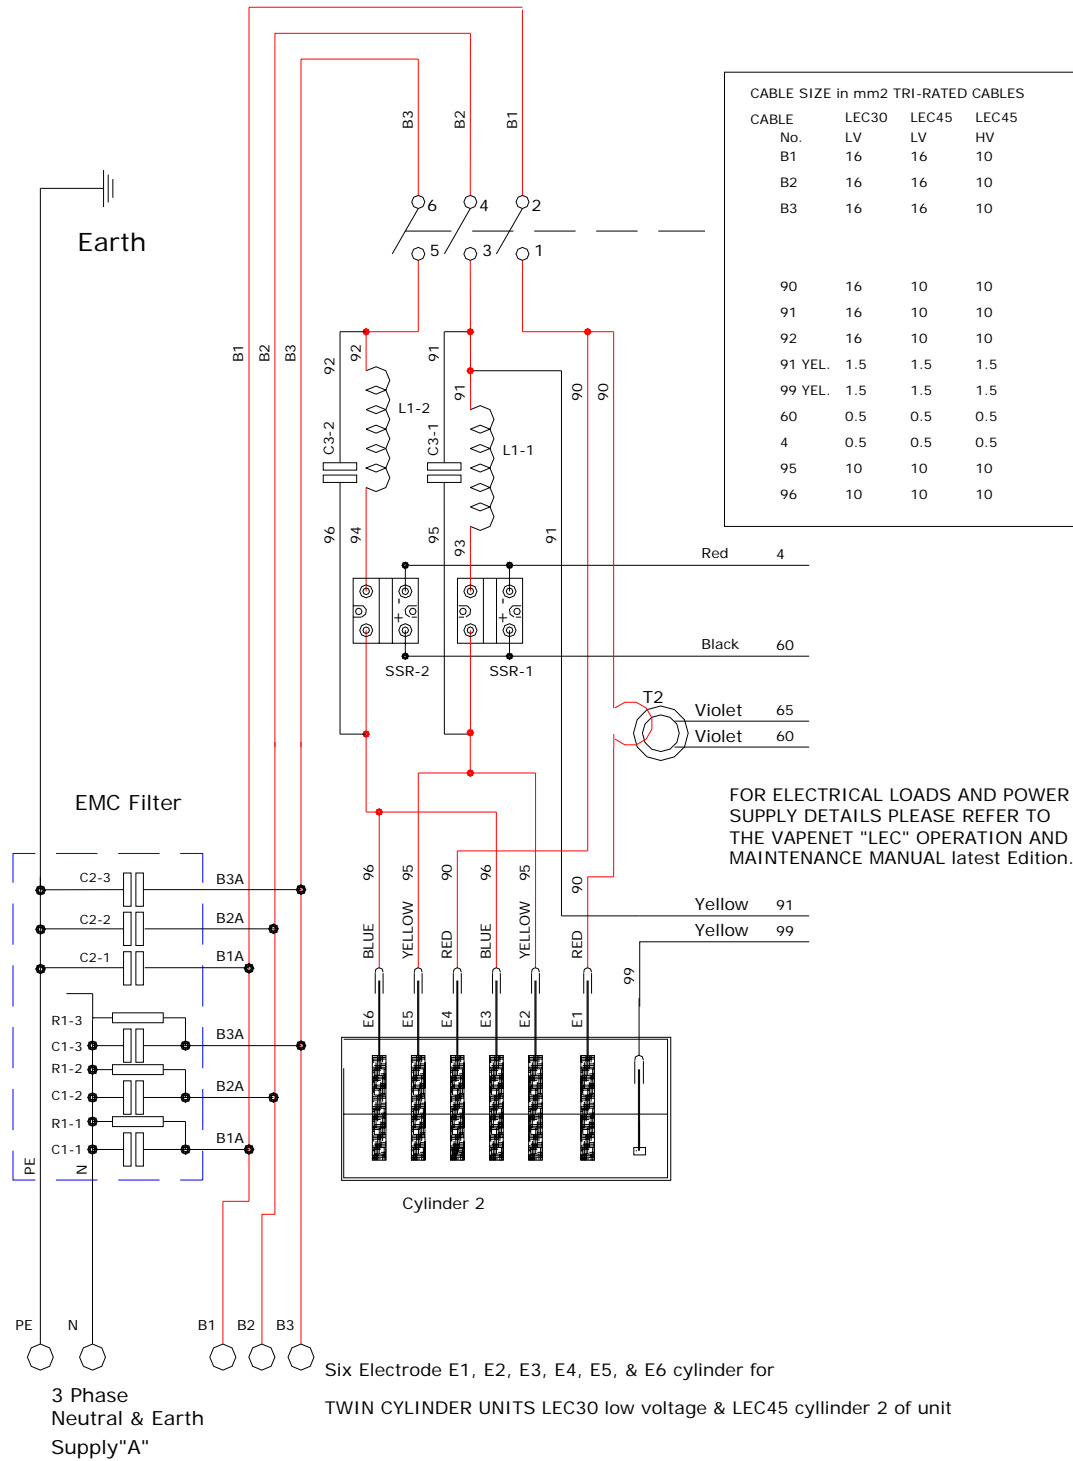 B3
B2
B1
CABLE SIZE in mm2 TRI-RATED CABLES
CABLE LEC30 LEC45 LEC45
No. LV LV HV
B1 16 16 10
B2 16 16 10
B3 16 16 10
90 16 10 10
91 16 10 10
92 16 10 10
91 YEL. 1.5 1.5 1.5
99 YEL. 1.5 1.5 1.5
60 0.5 0.5 0.5
4 0.5 0.5 0.5
95 10 10 10
96 10 10 10
Earth
6 4 2
5 3 1
B1 B2 B3
92 92 91 91 90 90
C3-2 L1-2 C3-1 L1-1
96 94 95 93 91
Red 4
- -
+ +
Black 60
SSR-2 SSR-1
T2
Violet 65
Violet 60
FOR ELECTRICAL LOADS AND POWER
SUPPLY DETAILS PLEASE REFER TO
THE VAPENET "LEC" OPERATION AND
MAINTENANCE MANUAL latest Edition.
EMC Filter
C2-3 B3A
C2-2 B2A
C2-1 B1A
R1-3
C1-3 B3A
R1-2
C1-2 B2A
R1-1
C1-1 B1A
PE N
96 95 90 96 95 90
BLUE YELLOW RED BLUE YELLOW RED
Yellow 91
Yellow 99
99
E6 E5 E4 E3 E2 E1
Cylinder 2
PE N B1 B2 B3
3 Phase
Neutral & Earth
Supply"A"
Six Electrode E1, E2, E3, E4, E5, & E6 cylinder for
TWIN CYLINDER UNITS LEC30 low voltage & LEC45 cyllinder 2 of unit